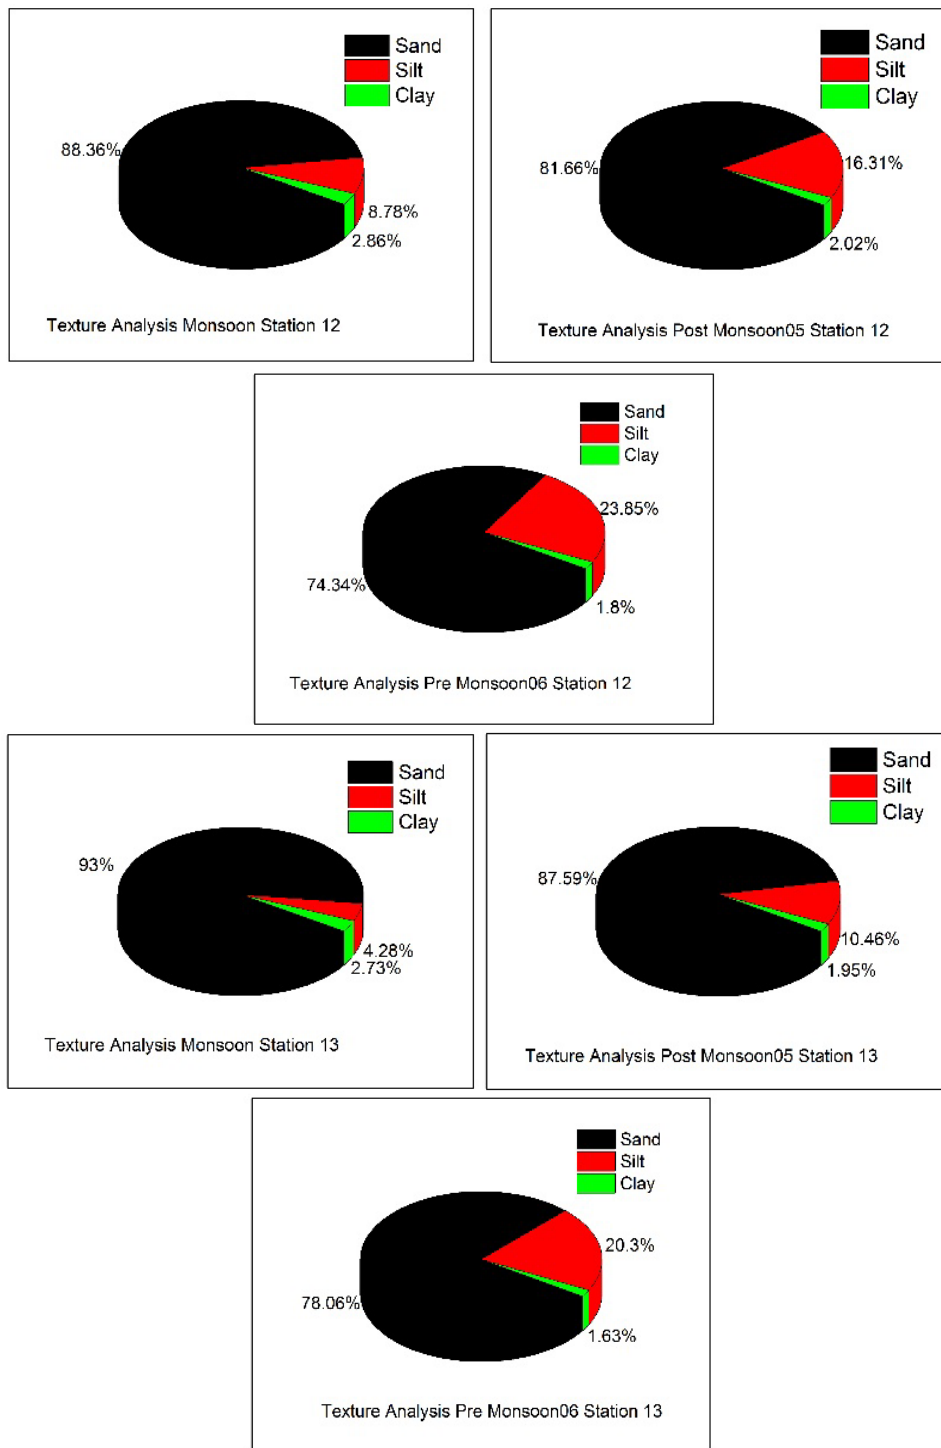 Sand
Silt
Clay
88.36%
8.78%
2.86%
Texture Analysis Monsoon Station 12
Sand
Silt
Clay
81.66%
16.31%
2.02%
Texture Analysis Post Monsoon05 Station 12
Sand
Silt
Clay
23.85%
74.34%
1.8%
Texture Analysis Pre Monsoon06 Station 12
Sand
Silt
Clay
93%
4.28%
2.73%
Texture Analysis Monsoon Station 13
Sand
Silt
Clay
87.59%
10.46%
1.95%
Texture Analysis Post Monsoon05 Station 13
Sand
Silt
Clay
20.3%
78.06%
1.63%
Texture Analysis Pre Monsoon06 Station 13